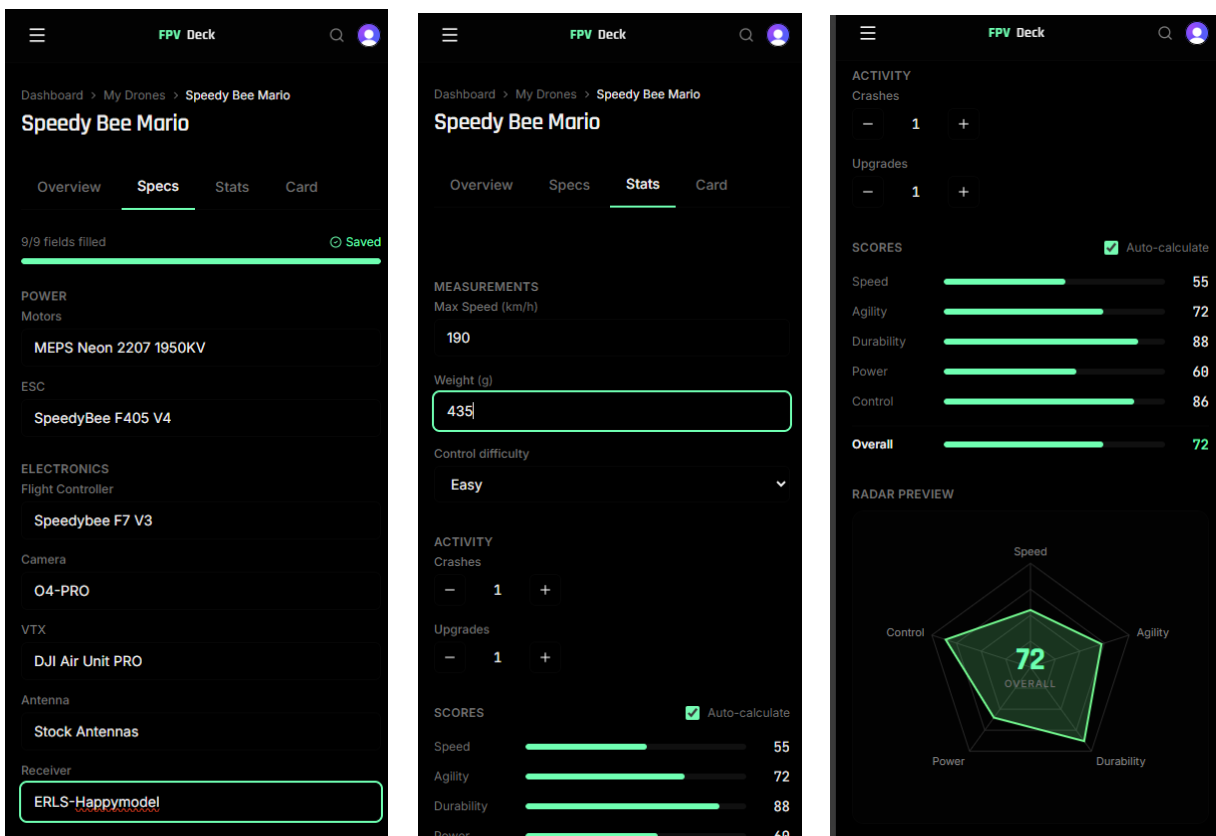 FPV Deck
Dashboard > My Drones > Speedy Bee Mario
Speedy Bee Mario
Overview Specs Stats Card
9/9 fields filled Saved
POWER
Motors
MEPS Neon 2207 1950KV
ESC
SpeedyBee F405 V4
ELECTRONICS
Flight Controller
Speedybee F7 V3
Camera
O4-PRO
VTX
DJI Air Unit PRO
Antenna
Stock Antennas
Receiver
ERLS-Happymodel
FPV Deck
Dashboard > My Drones > Speedy Bee Mario
Speedy Bee Mario
Overview Specs Stats Card
MEASUREMENTS
Max Speed (km/h)
190
Weight (g)
435
Control difficulty
Easy
ACTIVITY
Crashes
− 1 +
Upgrades
− 1 +
SCORES Auto-calculate
Speed 55
Agility 72
Durability 88
Power 60
FPV Deck
ACTIVITY
Crashes
− 1 +
Upgrades
− 1 +
SCORES Auto-calculate
Speed 55
Agility 72
Durability 88
Power 60
Control 86
Overall 72
RADAR PREVIEW
Speed
Control
Agility
72
OVERALL
Power
Durability